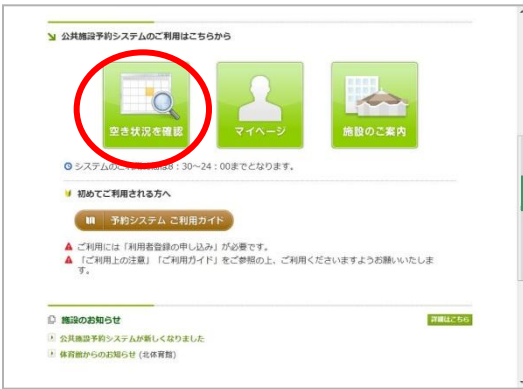 公共施設予約システムのご利用はこちらから
空き状況を確認
マイページ
施設のご案内
システムのご利用時間は8：30～24：00までとなります。
初めてご利用される方へ
予約システム ご利用ガイド
ご利用には「利用者登録の申し込み」が必要です。
「ご利用上の注意」「ご利用ガイド」をご参照の上、ご利用くださいますようお願いいたしま
す。
施設のお知らせ
詳細はこちら
公共施設予約システムが新しくなりました
体育館からのお知らせ (北体育館)